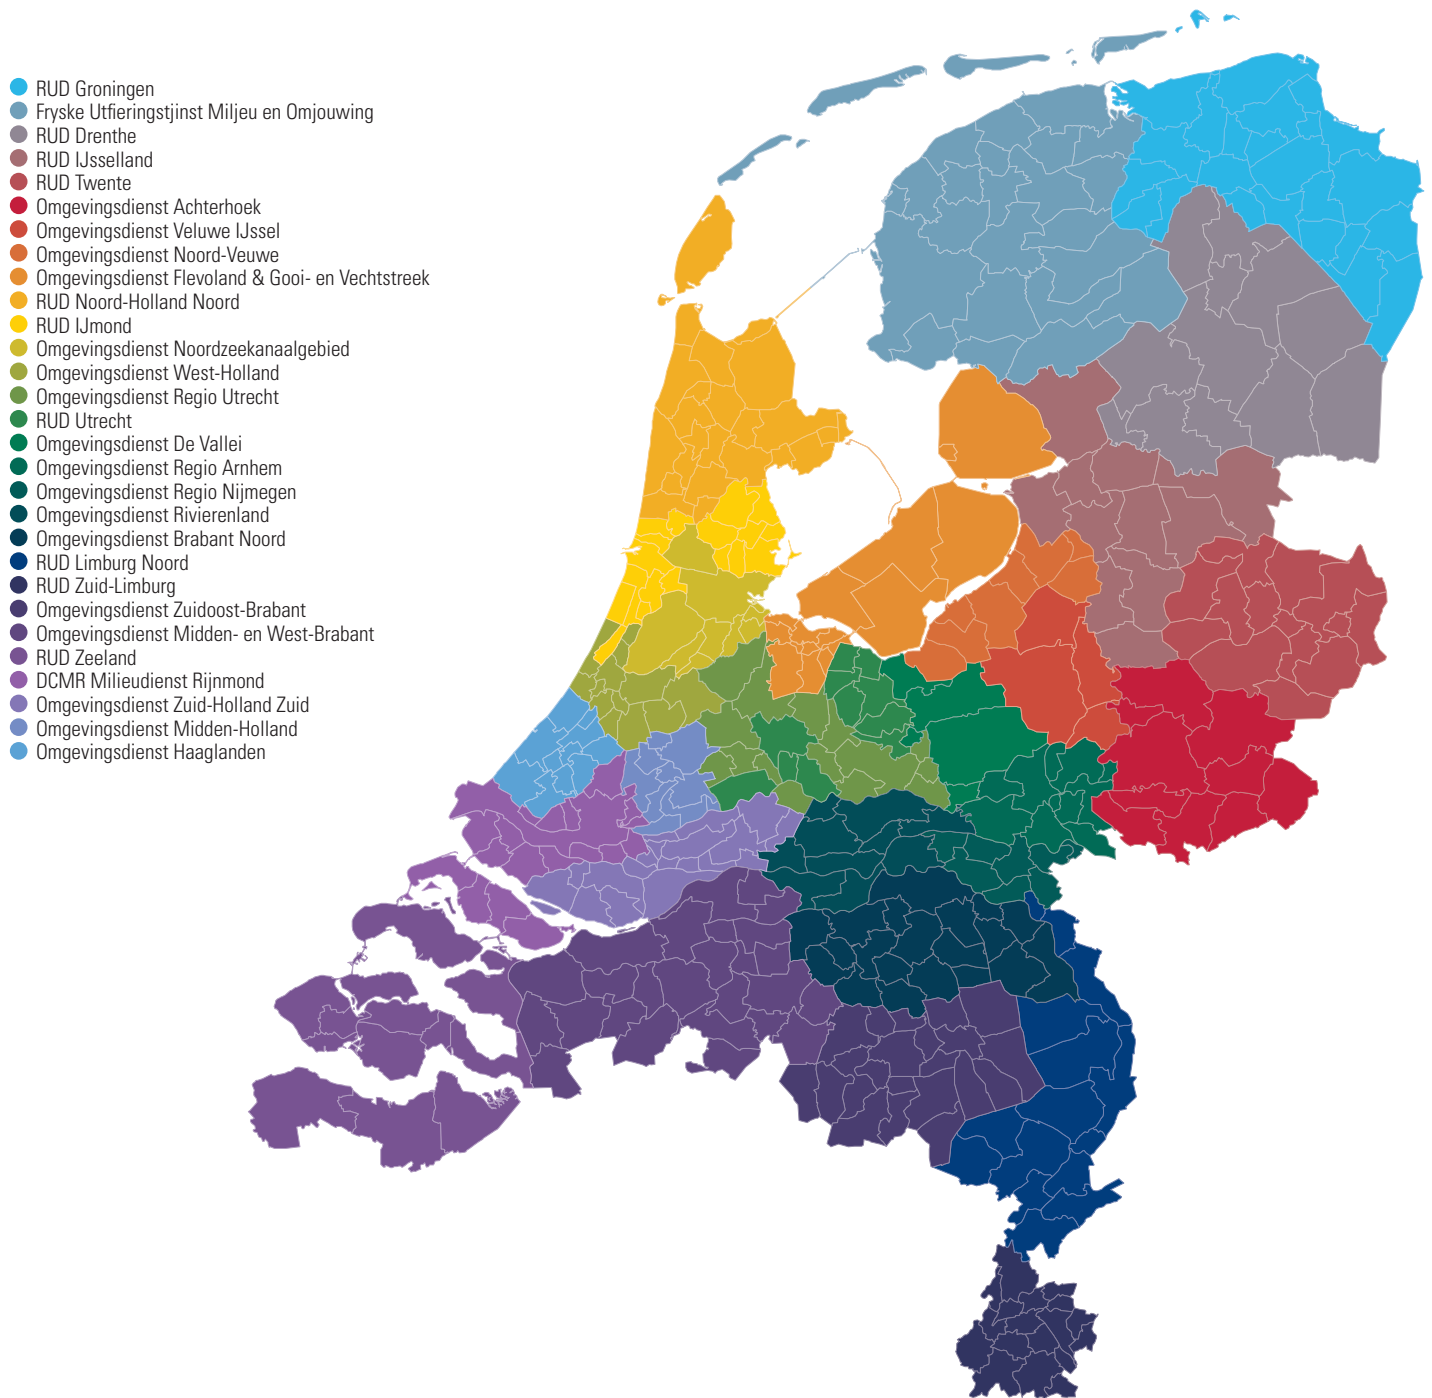 RUD Groningen
Fryske Utfieringstjinst Miljeu en Omjouwing
RUD Drenthe
RUD IJsselland
RUD Twente
Omgevingsdienst Achterhoek
Omgevingsdienst Veluwe IJssel
Omgevingsdienst Noord-Veuwe
Omgevingsdienst Flevoland & Gooi- en Vechtstreek
RUD Noord-Holland Noord
RUD IJmond
Omgevingsdienst Noordzeekanaalgebied
Omgevingsdienst West-Holland
Omgevingsdienst Regio Utrecht
RUD Utrecht
Omgevingsdienst De Vallei
Omgevingsdienst Regio Arnhem
Omgevingsdienst Regio Nijmegen
Omgevingsdienst Rivierenland
Omgevingsdienst Brabant Noord
RUD Limburg Noord
RUD Zuid-Limburg
Omgevingsdienst Zuidoost-Brabant
Omgevingsdienst Midden- en West-Brabant
RUD Zeeland
DCMR Milieudienst Rijnmond
Omgevingsdienst Zuid-Holland Zuid
Omgevingsdienst Midden-Holland
Omgevingsdienst Haaglanden